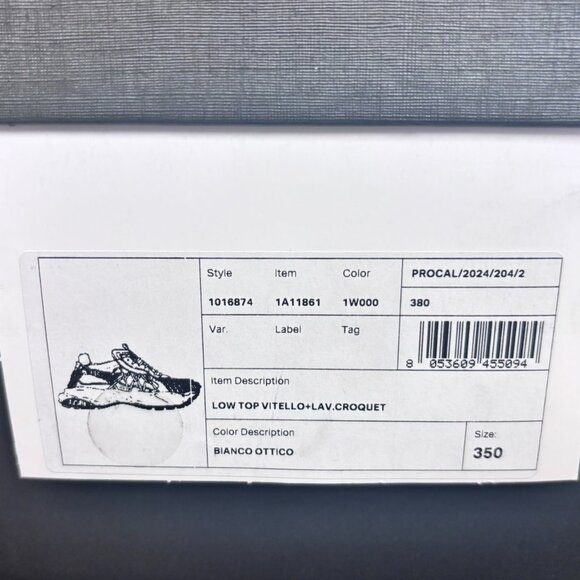 Style Item Color PROCAL/2024/204/2
1016874 1A11861 1W000 380
Var. Label Tag
8 053609 455094
Item Description
LOW TOP VITELLO+LAV.CROQUET
Color Description Size:
BIANCO OTTICO 350